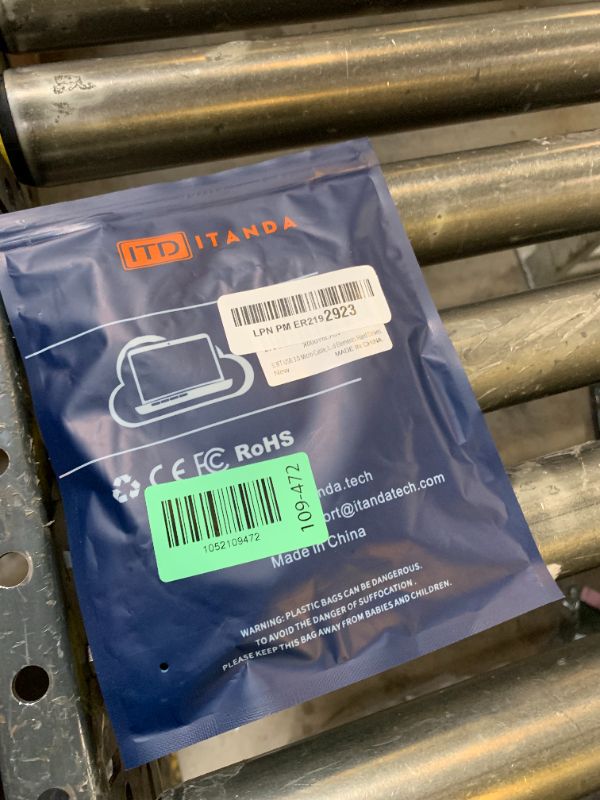 ITD ITANDA
LPN PM ER2192923
New
MADE IN CHINA
CE FC RoHS
nda.tech
ort@itandatech.com
1052109472
109-472
Made in China
WARNING: PLASTIC BAGS CAN BE DANGEROUS.
TO AVOID THE DANGER OF SUFFOCATION.
PLEASE KEEP THIS BAG AWAY FROM BABIES AND CHILDREN.